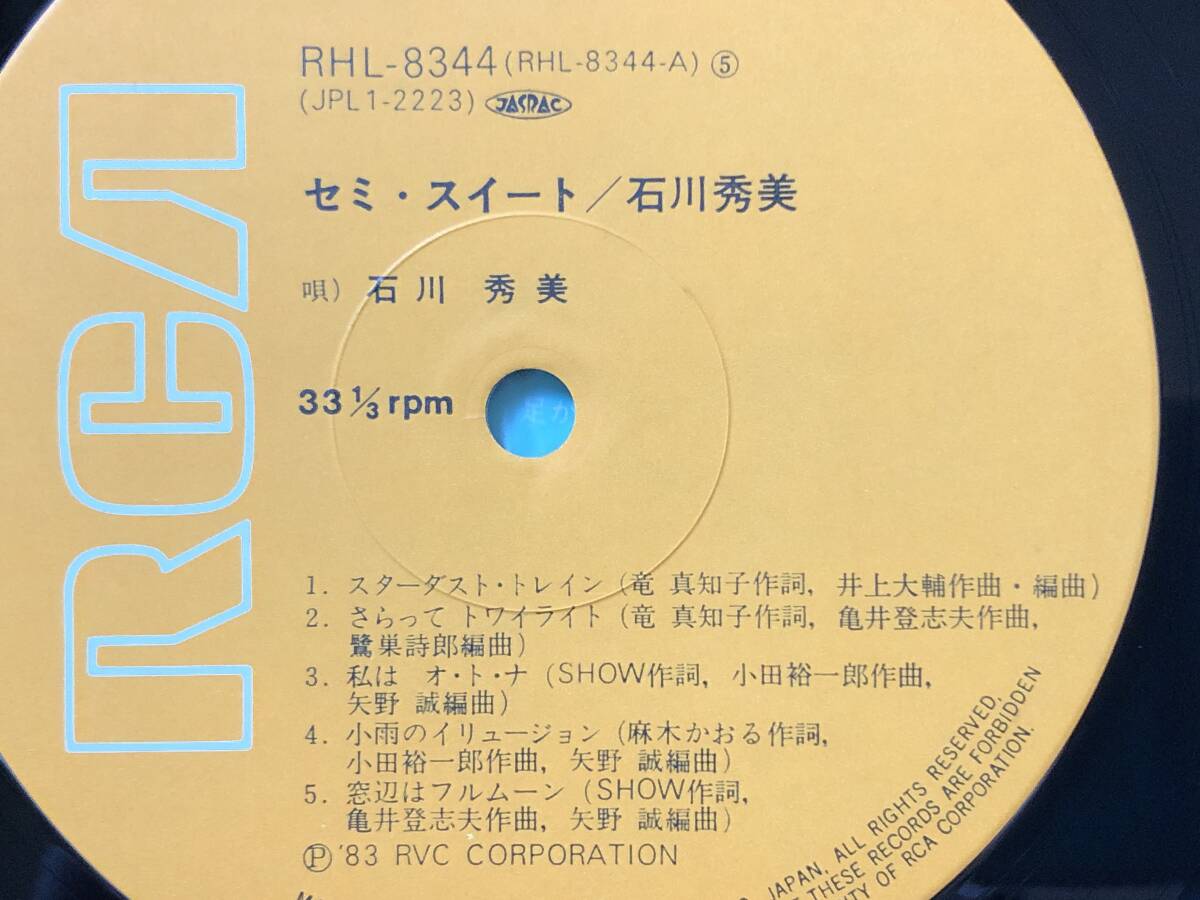 RCA
RHL-8344 (RHL-8344-A) ⑤
(JPL1-2223) JASRAC
セミ・スイート／石川秀美
唄) 石川 秀美
33 1/3 rpm
1. スターダスト・トレイン (竜 真知子作詞, 井上大輔作曲・編曲)
2. さらって トワイライト (竜 真知子作詞, 亀井登志夫作曲,
鷺巣詩郎編曲)
3. 私は オ・ト・ナ (SHOW作詞, 小田裕一郎作曲,
矢野 誠編曲)
4. 小雨のイリュージョン (麻木かおる作詞,
小田裕一郎作曲, 矢野 誠編曲)
5. 窓辺はフルムーン (SHOW作詞,
亀井登志夫作曲, 矢野 誠編曲)
Ⓟ '83 RVC CORPORATION
JAPAN, ALL RIGHTS RESERVED,
THESE RECORDS ARE FORBIDDEN
OF RCA CORPORATION.